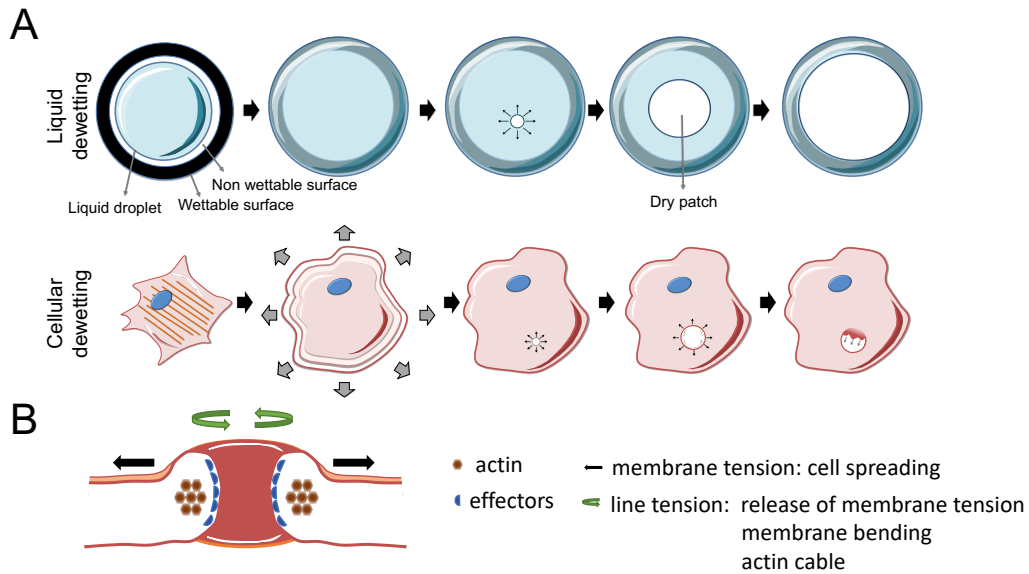 A
Liquid
dewetting
Non wettable surface
Liquid droplet
Wettable surface
Dry patch
Cellular
dewetting
B
actin
effectors
membrane tension: cell spreading
line tension: release of membrane tension
membrane bending
actin cable